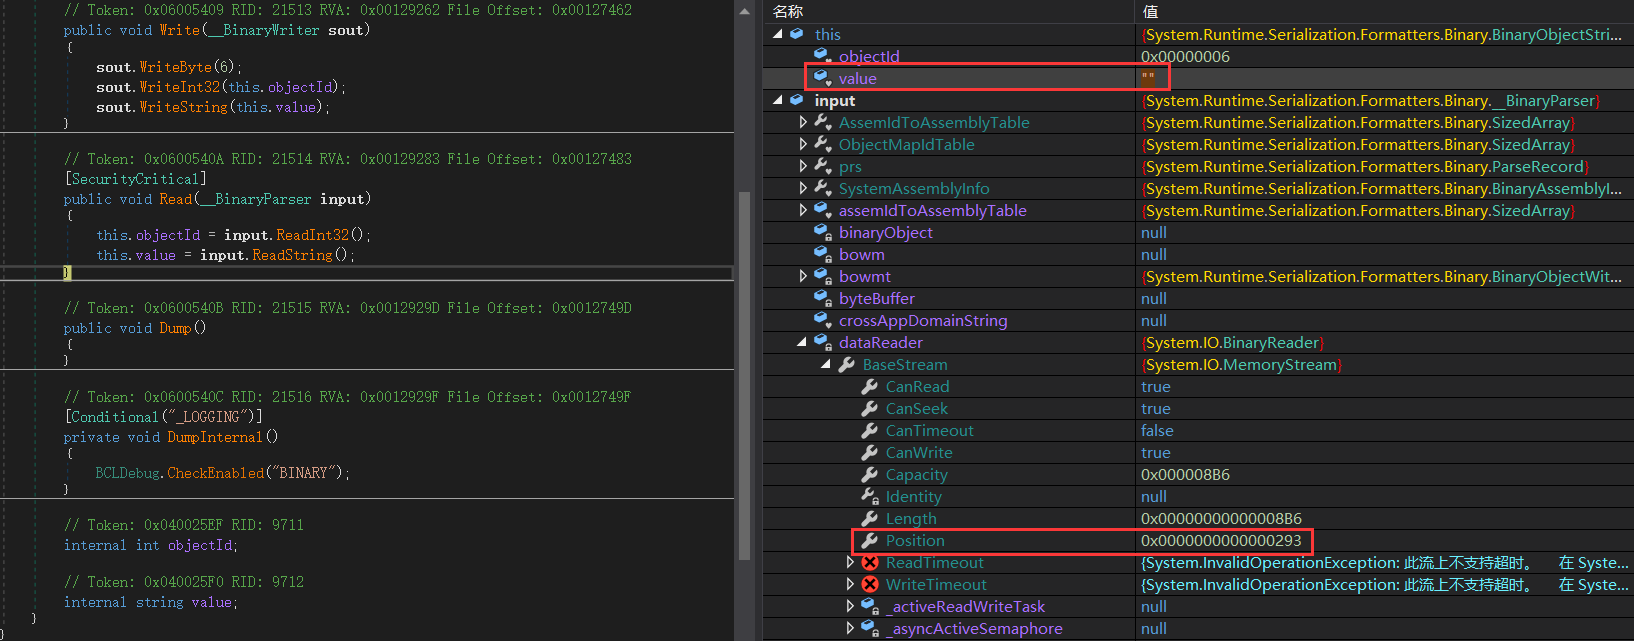 // Token: 0x06005409 RID: 21513 RVA: 0x00129262 File Offset: 0x00127462
public void Write(__BinaryWriter sout)
{
sout.WriteByte(6);
sout.WriteInt32(this.objectId);
sout.WriteString(this.value);
}
// Token: 0x0600540A RID: 21514 RVA: 0x00129283 File Offset: 0x00127483
[SecurityCritical]
public void Read(__BinaryParser input)
{
this.objectId = input.ReadInt32();
this.value = input.ReadString();
}
// Token: 0x0600540B RID: 21515 RVA: 0x0012929D File Offset: 0x0012749D
public void Dump()
{
}
// Token: 0x0600540C RID: 21516 RVA: 0x0012929F File Offset: 0x0012749F
[Conditional("_LOGGING")]
private void DumpInternal()
{
BCLDebug.CheckEnabled("BINARY");
}
// Token: 0x040025EF RID: 9711
internal int objectId;
// Token: 0x040025F0 RID: 9712
internal string value;
}
}
名称 值
this {System.Runtime.Serialization.Formatters.Binary.BinaryObjectStri...
objectId 0x00000006
value ""
input {System.Runtime.Serialization.Formatters.Binary.__BinaryParser}
AssemIdToAssemblyTable {System.Runtime.Serialization.Formatters.Binary.SizedArray}
ObjectMapIdTable {System.Runtime.Serialization.Formatters.Binary.SizedArray}
prs {System.Runtime.Serialization.Formatters.Binary.ParseRecord}
SystemAssemblyInfo {System.Runtime.Serialization.Formatters.Binary.BinaryAssemblyI...
assemIdToAssemblyTable {System.Runtime.Serialization.Formatters.Binary.SizedArray}
binaryObject null
bowm null
bowmt {System.Runtime.Serialization.Formatters.Binary.BinaryObjectWit...
byteBuffer null
crossAppDomainString null
dataReader {System.IO.BinaryReader}
BaseStream {System.IO.MemoryStream}
CanRead true
CanSeek true
CanTimeout false
CanWrite true
Capacity 0x000008B6
Identity null
Length 0x00000000000008B6
Position 0x0000000000000293
ReadTimeout {System.InvalidOperationException: 此流上不支持超时。 在 Syste...
WriteTimeout {System.InvalidOperationException: 此流上不支持超时。 在 Syste...
_activeReadWriteTask null
_asyncActiveSemaphore null